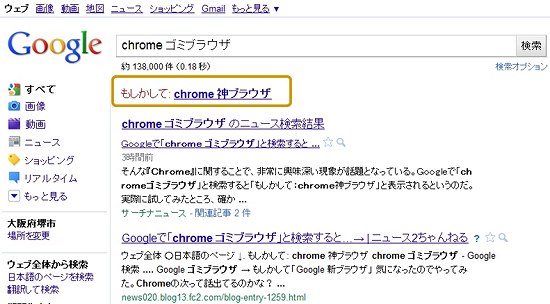 ウェブ 画像 動画 地図 ニュース ショッピング Gmail もっと見る ▼
Google
chrome ゴミブラウザ
検索
約 138,000 件 (0.18 秒)
検索オプション
もしかして: chrome 神ブラウザ
すべて
画像
動画
ニュース
ショッピング
リアルタイム
もっと見る
大阪府堺市
場所を変更
ウェブ全体から検索
日本語のページを検索
翻訳して検索
chrome ゴミブラウザ のニュース検索結果
Googleで「chrome ゴミブラウザ」と検索すると ...
3時間前
そんな『Chrome』に関することで、非常に興味深い現象が話題となっている。Googleで「ch
romeゴミブラウザ」と検索すると「もしかして:chrome神ブラウザ」と表示されるというのだ。
実際に試してみたところ、確か ...
サーチナニュース - 関連記事 2 件
Googleで「chrome ゴミブラウザ」と検索すると...→ | ニュース2ちゃんねる ?
ウェブ全体 〇日本語のページ ↓. もしかして: chrome 神ブラウザ chrome ゴミブラウザ - Google
検索 .... Google ゴミブラウザ → もしかして「Google 新ブラウザ」 気になったのでやってみ
た。Chromeの次って話出てるのかな? ...
news020.blog13.fc2.com/blog-entry-1259.html